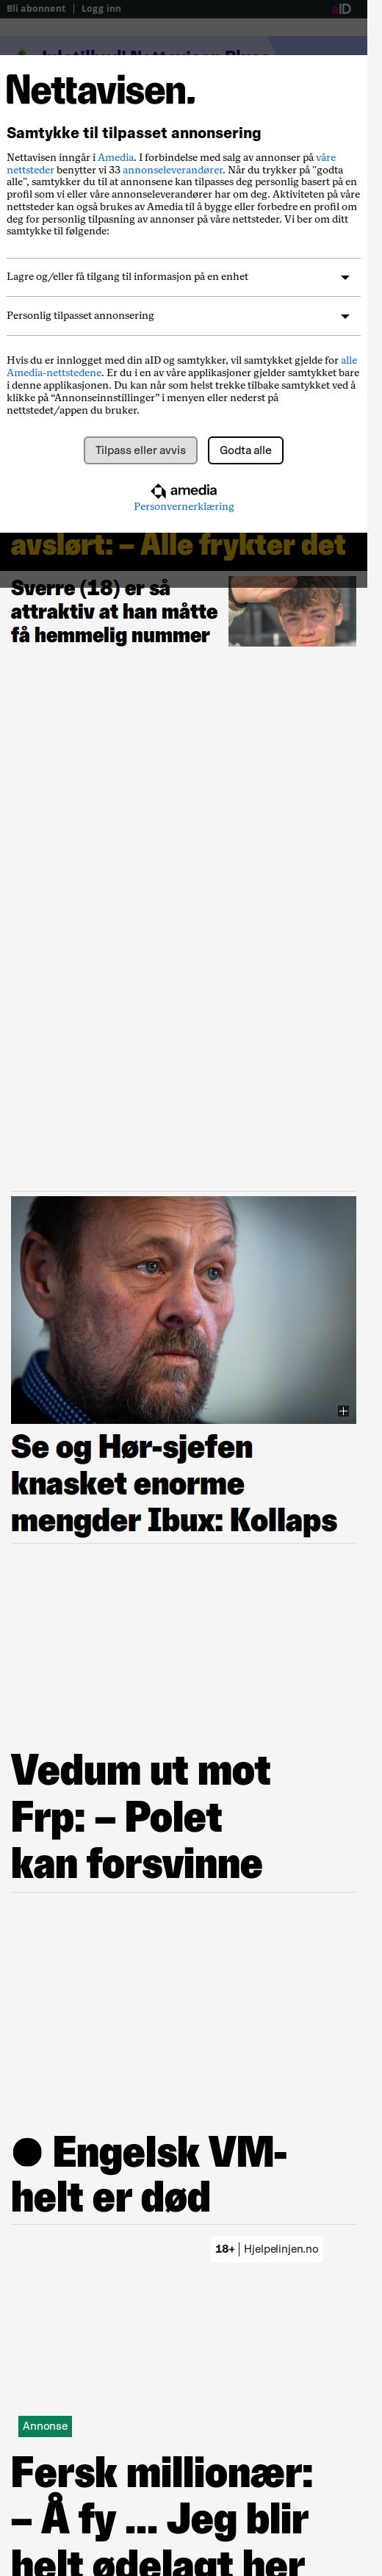 Bli abonnent | Logg inn
aID
Nettavisen.
Samtykke til tilpasset annonsering
Nettavisen inngår i Amedia. I forbindelse med salg av annonser på våre
nettsteder benytter vi 33 annonseleverandører. Når du trykker på "godta
alle", samtykker du til at annonsene kan tilpasses deg personlig basert på en
profil som vi eller våre annonseleverandører har om deg. Aktiviteten på våre
nettsteder kan også brukes av Amedia til å bygge eller forbedre en profil om
deg for personlig tilpasning av annonser på våre nettsteder. Vi ber om ditt
samtykke til følgende:
Lagre og/eller få tilgang til informasjon på en enhet
Personlig tilpasset annonsering
Hvis du er innlogget med din aID og samtykker, vil samtykket gjelde for alle
Amedia-nettstedene. Er du i en av våre applikasjoner gjelder samtykket bare
i denne applikasjonen. Du kan når som helst trekke tilbake samtykket ved å
klikke på “Annonseinnstillinger” i menyen eller nederst på
nettstedet/appen du bruker.
Tilpass eller avvis
Godta alle
amedia
Personvernerklæring
avslørt: – Alle frykter det
Sverre (18) er så
attraktiv at han måtte
få hemmelig nummer
Se og Hør-sjefen
knasket enorme
mengder Ibux: Kollaps
Vedum ut mot
Frp: – Polet
kan forsvinne
● Engelsk VM-
helt er død
18+ | Hjelpelinjen.no
Annonse
Fersk millionær:
– Å fy ... Jeg blir
helt ødelagt her